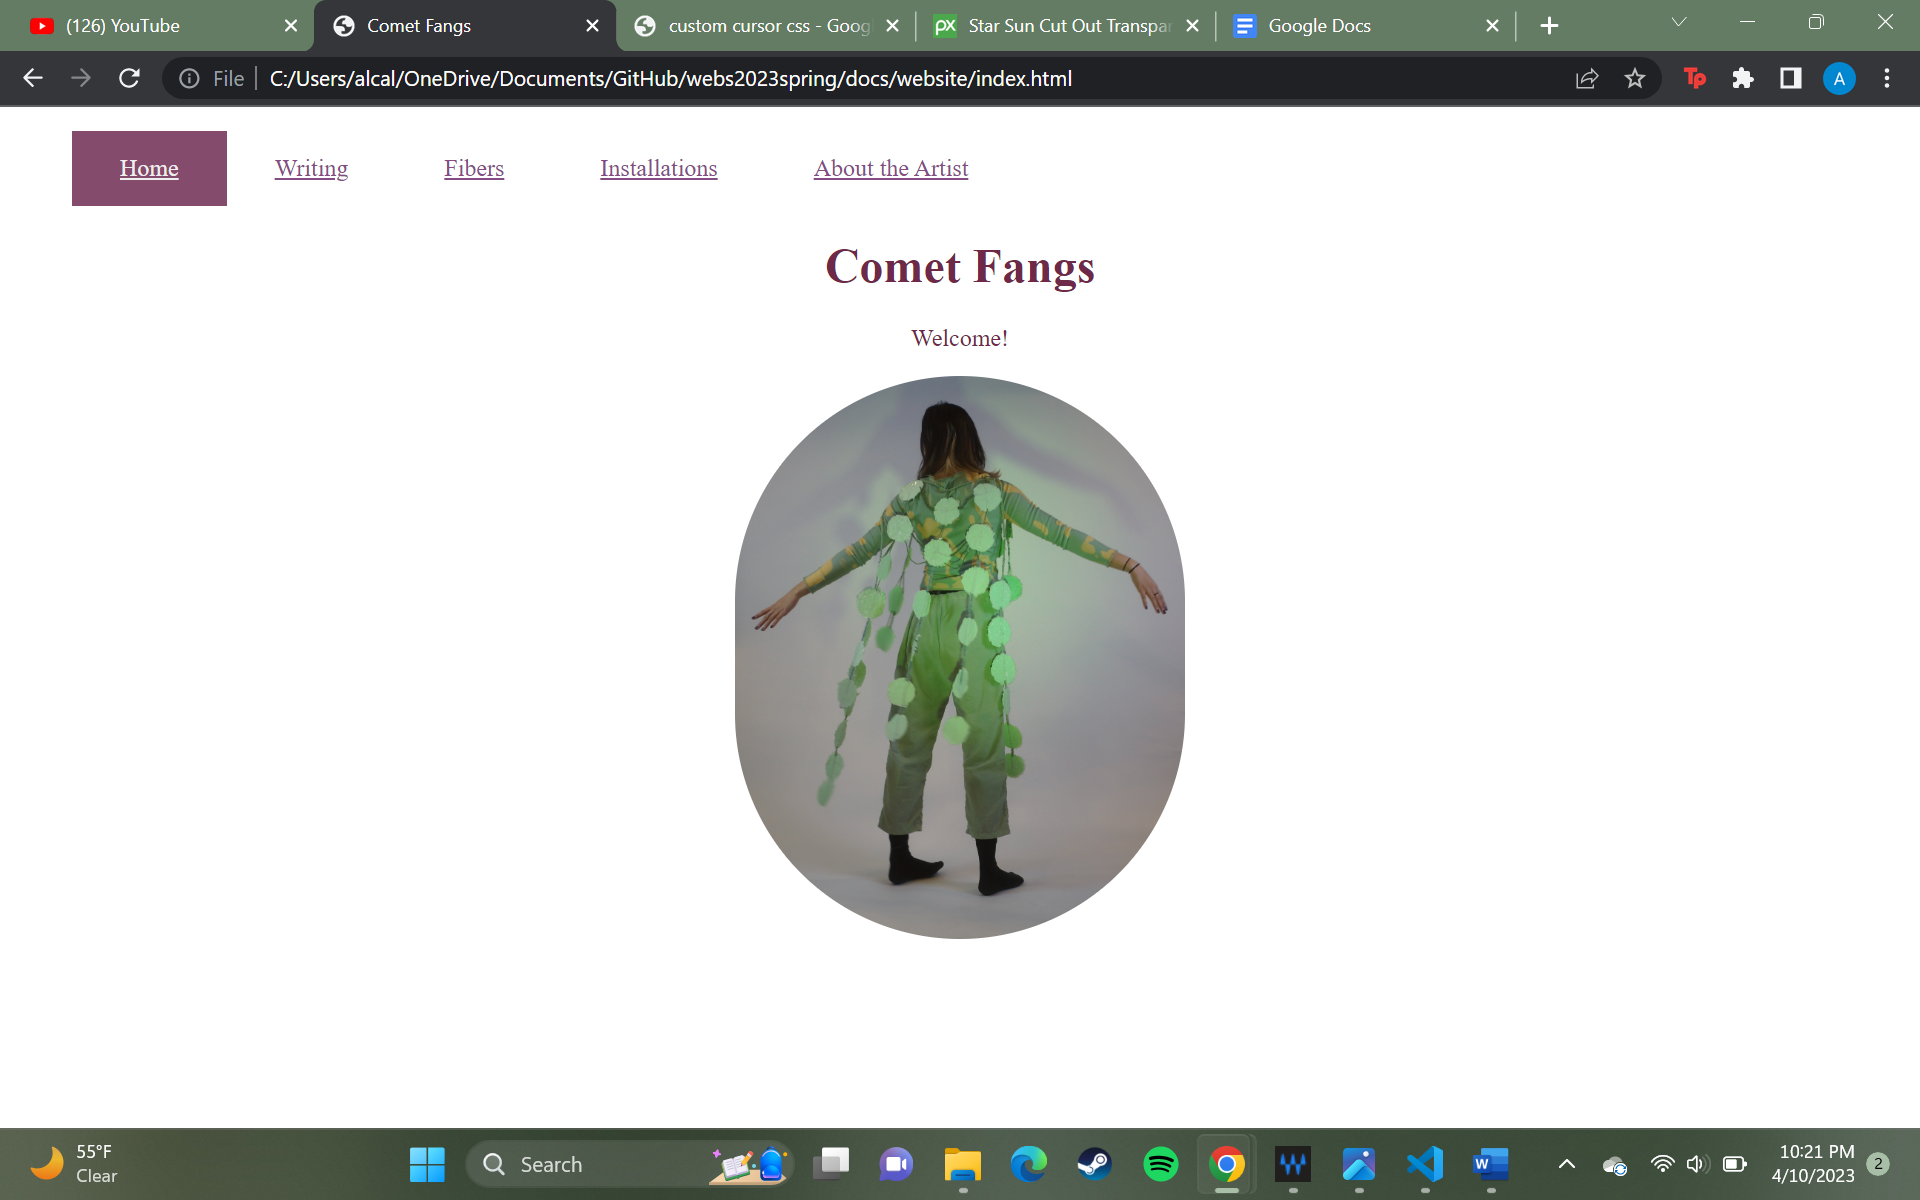 (126) YouTube
Comet Fangs
custom cursor css - Goog
px
Star Sun Cut Out Transpar
Google Docs
File
C:/Users/alcal/OneDrive/Documents/GitHub/webs2023spring/docs/website/index.html
Tp
A
Home
Writing
Fibers
Installations
About the Artist
Comet Fangs
Welcome!
55°F
Clear
Search
W
10:21 PM
4/10/2023
2